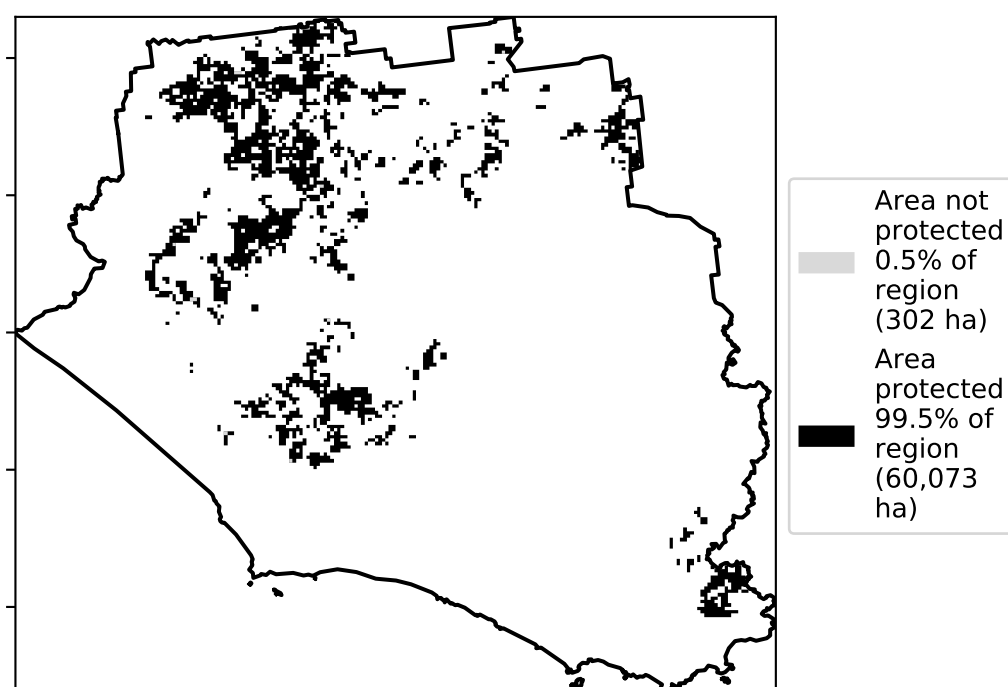 Area not
protected
0.5% of
region
(302 ha)
Area
protected
99.5% of
region
(60,073
ha)